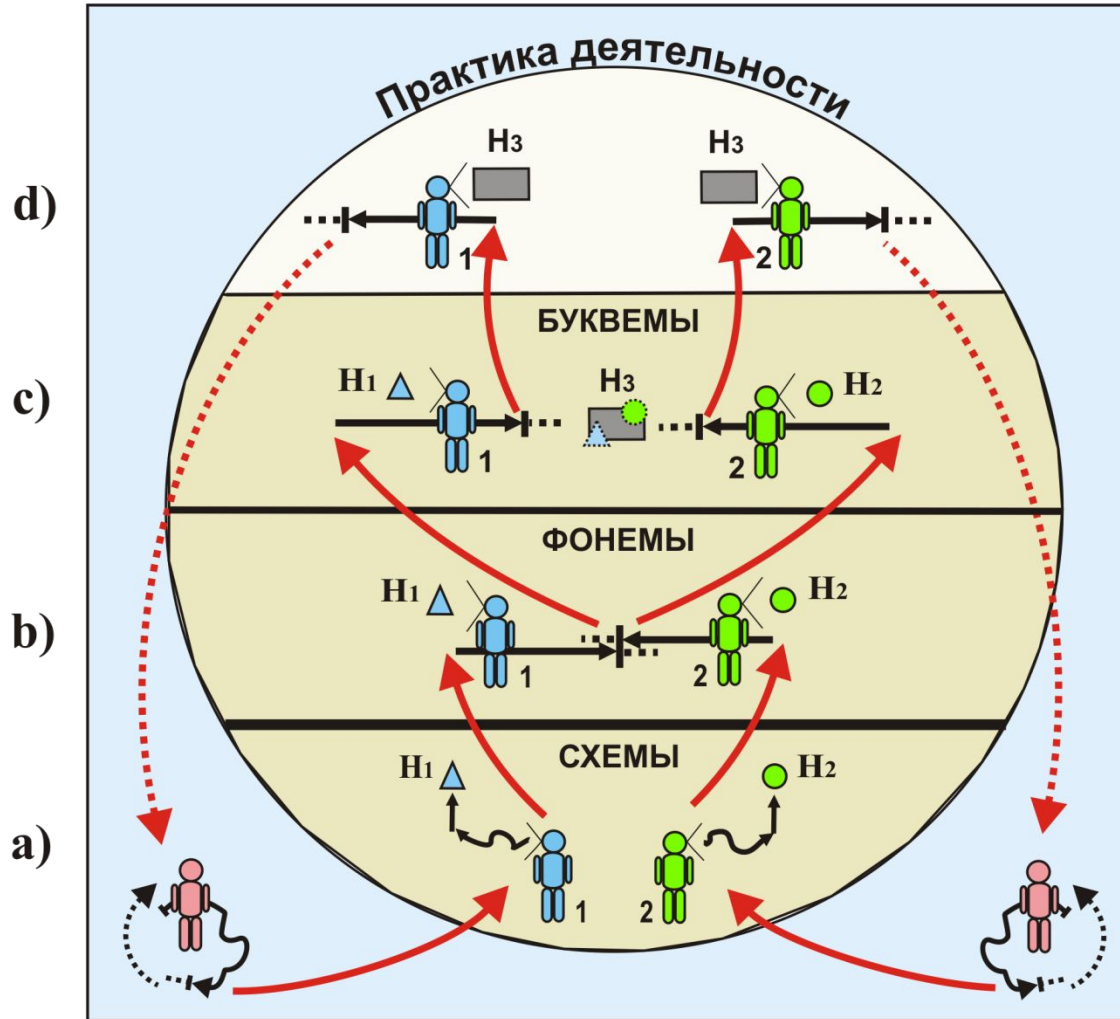 Практика деятельности
d)
Н3 Н3
1 2
БУКВЕМЫ
c)
Н1 Н3 Н2
1 2
ФОНЕМЫ
b)
Н1 Н2
1 2
СХЕМЫ
Н1 Н2
a)
1 2